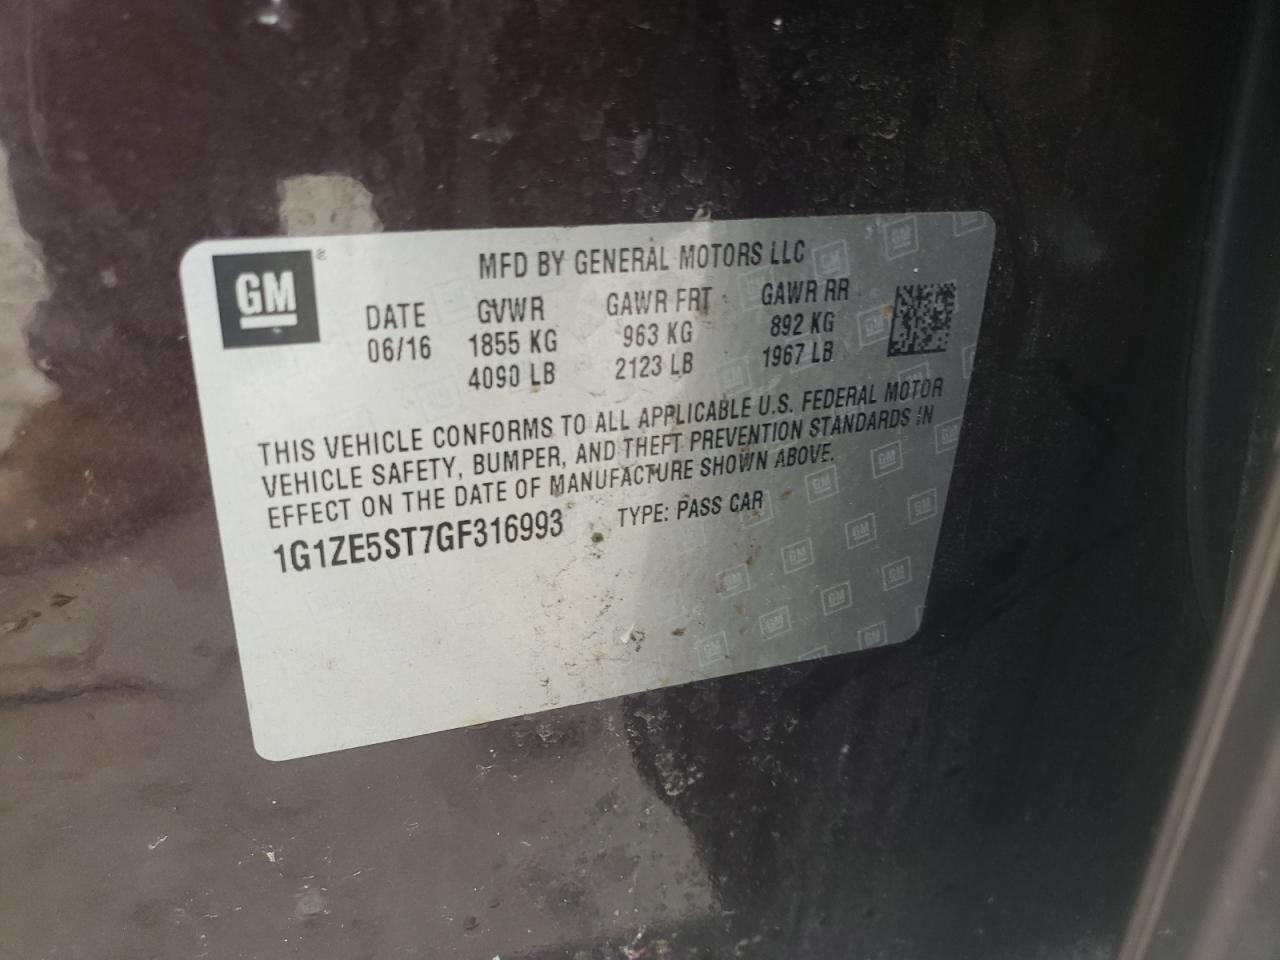 GM ®
MFD BY GENERAL MOTORS LLC
DATE GVWR GAWR FRT GAWR RR
06/16 1855 KG 963 KG 892 KG
4090 LB 2123 LB 1967 LB
THIS VEHICLE CONFORMS TO ALL APPLICABLE U.S. FEDERAL MOTOR
VEHICLE SAFETY, BUMPER, AND THEFT PREVENTION STANDARDS IN
EFFECT ON THE DATE OF MANUFACTURE SHOWN ABOVE.
1G1ZE5ST7GF316993 TYPE: PASS CAR